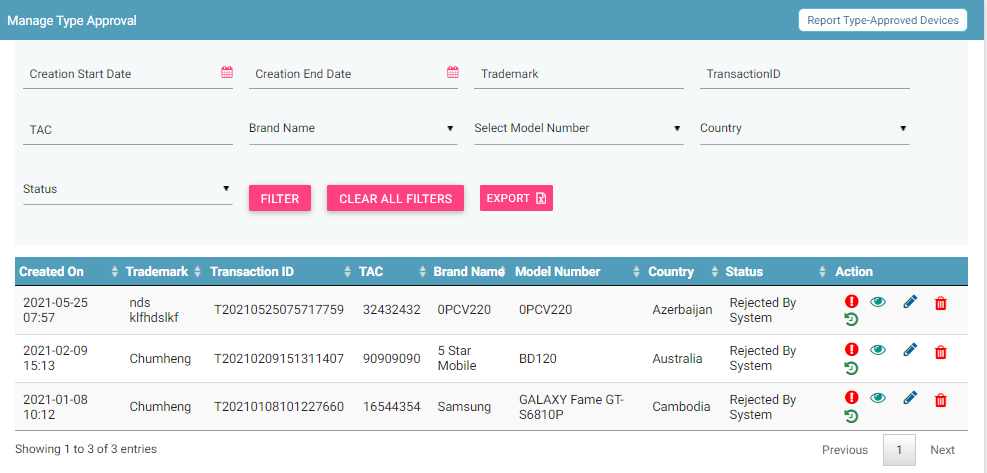 Manage Type Approval
Report Type-Approved Devices
Creation Start Date
Creation End Date
Trademark
TransactionID
TAC
Brand Name
Select Model Number
Country
Status
FILTER
CLEAR ALL FILTERS
EXPORT
Created On Trademark Transaction ID TAC Brand Name Model Number Country Status Action
2021-05-25 nds Rejected By
07:57 klfhdslkf T20210525075717759 32432432 0PCV220 0PCV220 Azerbaijan System
2021-02-09 5 Star Rejected By
15:13 Chumheng T20210209151311407 90909090 Mobile BD120 Australia System
2021-01-08 GALAXY Fame GT- Rejected By
10:12 Chumheng T20210108101227660 16544354 Samsung S6810P Cambodia System
Showing 1 to 3 of 3 entries
Previous 1 Next